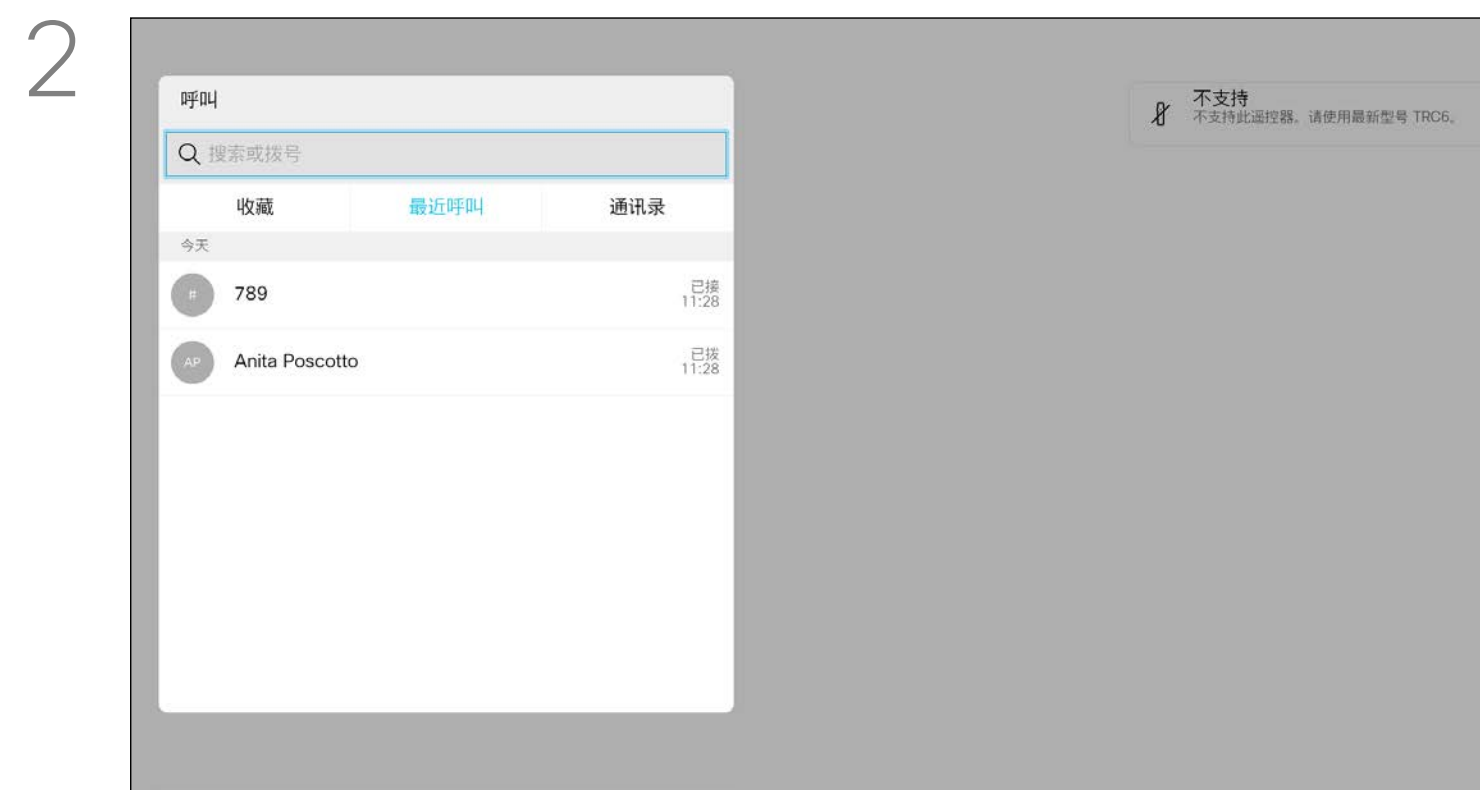 2
呼叫
搜索或拨号
收藏 最近呼叫 通讯录
今天
# 789 已接
11:28
AP Anita Poscotto 已拨
11:28
不支持
不支持此遥控器。请使用最新型号 TRC6。